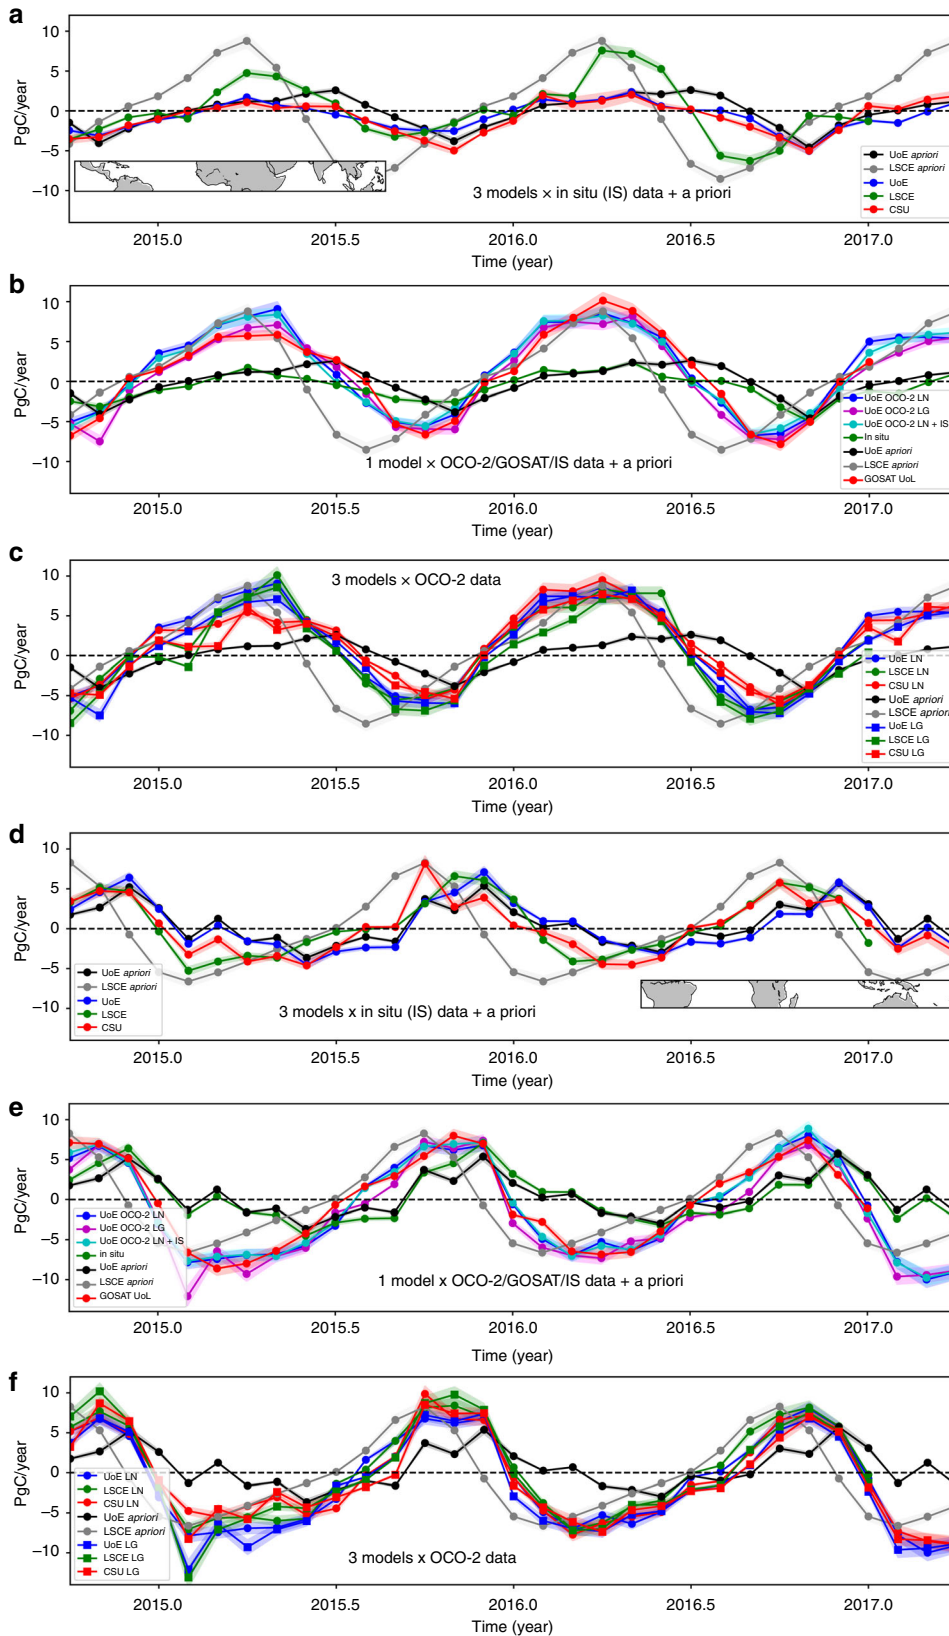 a
PgC/year
10
5
0
−5
−10
3 models × in situ (IS) data + a priori
UoE apriori
LSCE apriori
UoE
LSCE
CSU
2015.0 2015.5 2016.0 2016.5 2017.0
Time (year)
b
PgC/year
10
5
0
−5
−10
1 model × OCO-2/GOSAT/IS data + a priori
UoE OCO-2 LN
UoE OCO-2 LG
UoE OCO-2 LN + IS
In situ
UoE apriori
LSCE apriori
GOSAT UoL
2015.0 2015.5 2016.0 2016.5 2017.0
Time (year)
c
PgC/year
10
5
0
−5
−10
3 models × OCO-2 data
UoE LN
LSCE LN
CSU LN
UoE apriori
LSCE apriori
UoE LG
LSCE LG
CSU LG
2015.0 2015.5 2016.0 2016.5 2017.0
Time (year)
d
PgC/year
10
5
0
−5
−10
UoE apriori
LSCE apriori
UoE
LSCE
CSU
3 models x in situ (IS) data + a priori
2015.0 2015.5 2016.0 2016.5 2017.0
Time (year)
e
PgC/year
10
5
0
−5
−10
UoE OCO-2 LN
UoE OCO-2 LG
UoE OCO-2 LN + IS
in situ
UoE apriori
LSCE apriori
GOSAT UoL
1 model x OCO-2/GOSAT/IS data + a priori
2015.0 2015.5 2016.0 2016.5 2017.0
Time (year)
f
PgC/year
10
5
0
−5
−10
UoE LN
LSCE LN
CSU LN
UoE apriori
LSCE apriori
UoE LG
LSCE LG
CSU LG
3 models x OCO-2 data
2015.0 2015.5 2016.0 2016.5 2017.0
Time (year)